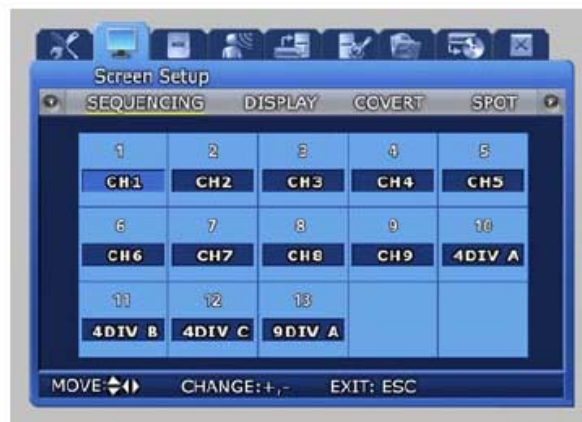 Screen Setup
SEQUENCING DISPLAY COVERT SPOT
1 2 3 4 5
CH1 CH2 CH3 CH4 CH5
6 7 8 9 10
CH6 CH7 CH8 CH9 4DIV A
11 12 13
4DIV B 4DIV C 9DIV A
MOVE: CHANGE:+,- EXIT: ESC